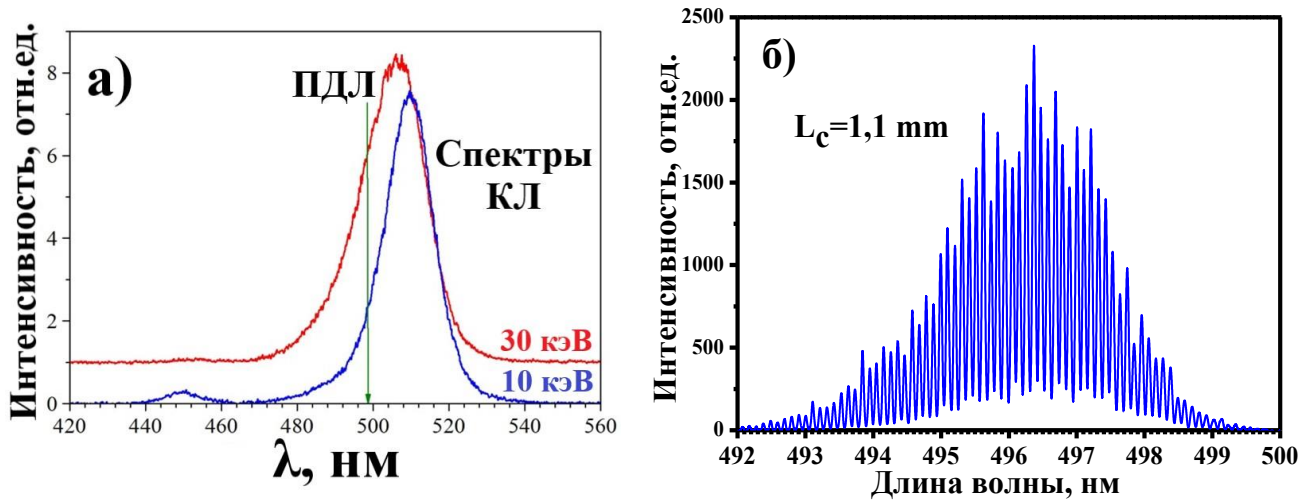 а)
ПДЛ
Спектры
КЛ
30 кэВ
10 кэВ
Интенсивность, отн.ед.
0
2
4
6
8
420 440 460 480 500 520 540 560
λ, нм
б)
L_c=1,1 mm
Интенсивность, отн.ед.
2500
2000
1500
1000
500
0
492 493 494 495 496 497 498 499 500
Длина волны, нм